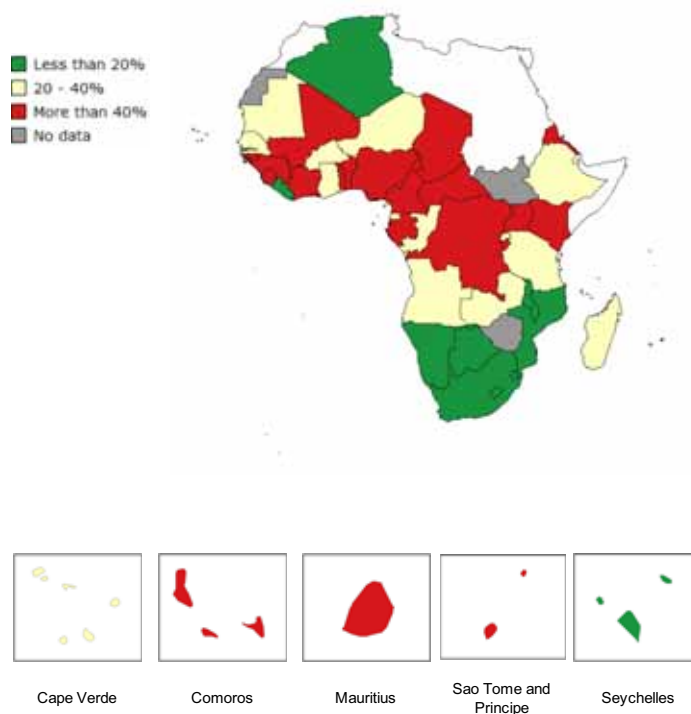 Less than 20%
20 - 40%
More than 40%
No data
Cape Verde
Comoros
Mauritius
Sao Tome and
Principe
Seychelles